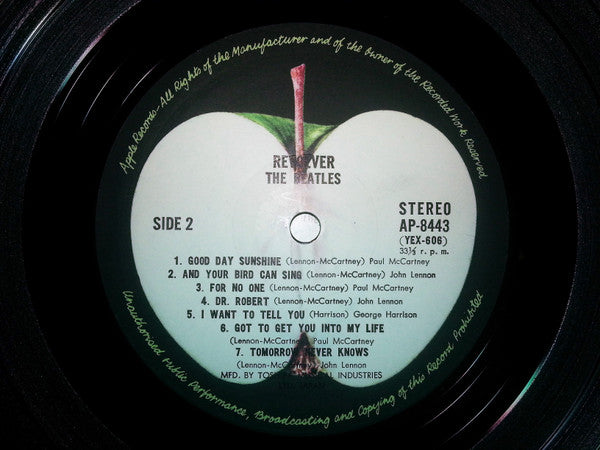 Apple Records-All Rights of the Manufacturer and of the Owner of the Recorded Work Reserved
REVOLVER
THE BEATLES
SIDE 2
STEREO
AP-8443
(YEX-606)
33⅓ r. p. m.
1. GOOD DAY SUNSHINE (Lennon-McCartney) Paul McCartney
2. AND YOUR BIRD CAN SING (Lennon-McCartney) John Lennon
3. FOR NO ONE (Lennon-McCartney) Paul McCartney
4. DR. ROBERT (Lennon-McCartney) John Lennon
5. I WANT TO TELL YOU (Harrison) George Harrison
6. GOT TO GET YOU INTO MY LIFE
(Lennon-McCartney) Paul McCartney
7. TOMORROW NEVER KNOWS
(Lennon-McCartney) John Lennon
MFD. BY TOSHIBA MUSICAL INDUSTRIES
LTD. JAPAN
Unauthorised Public Performance, Broadcasting and Copying of this Record Prohibited